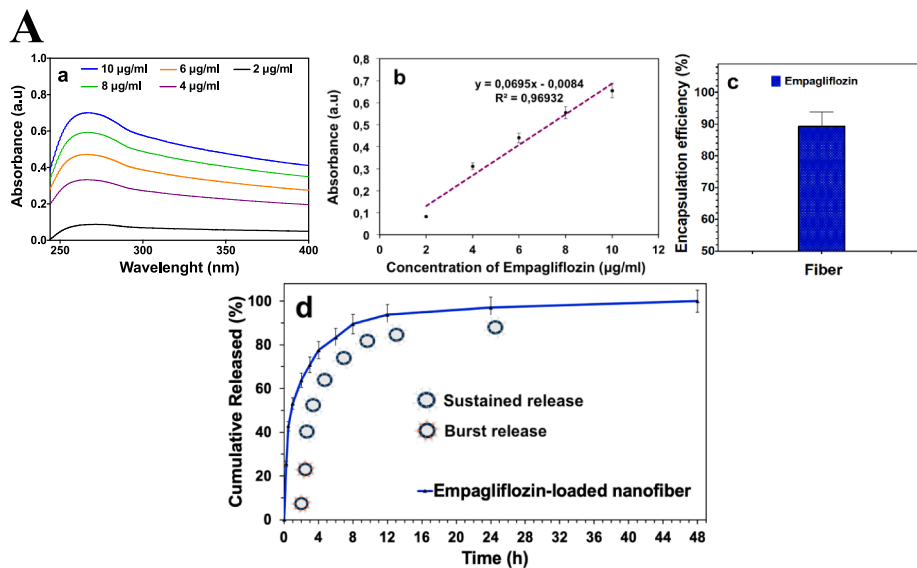 A
a
10 µg/ml 6 µg/ml 2 µg/ml
8 µg/ml 4 µg/ml
1.0
0.8
0.6
0.4
0.2
0.0
250 300 350 400
Absorbance (a.u)
Wavelenght (nm)
b
y = 0,0695x - 0,0084
R² = 0,96932
0,8
0,7
0,6
0,5
0,4
0,3
0,2
0,1
0
0 2 4 6 8 10 12
Absorbance (a.u)
Concentration of Empagliflozin (µg/ml)
c
Empagliflozin
100
90
80
70
60
50
Encapsulation efficiency (%)
Fiber
d
100
80
60
40
20
0
0 4 8 12 16 20 24 28 32 36 40 44 48
Cumulative Released (%)
Sustained release
Burst release
Empagliflozin-loaded nanofiber
Time (h)